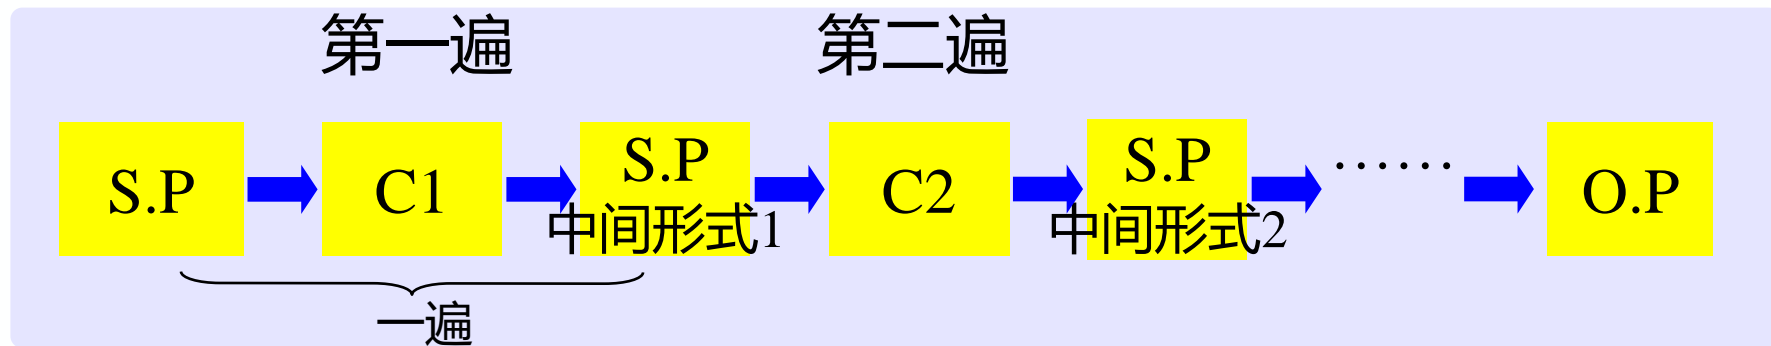 第一遍 第二遍
S.P C1 S.P 中间形式1 C2 S.P 中间形式2 …… O.P
一遍